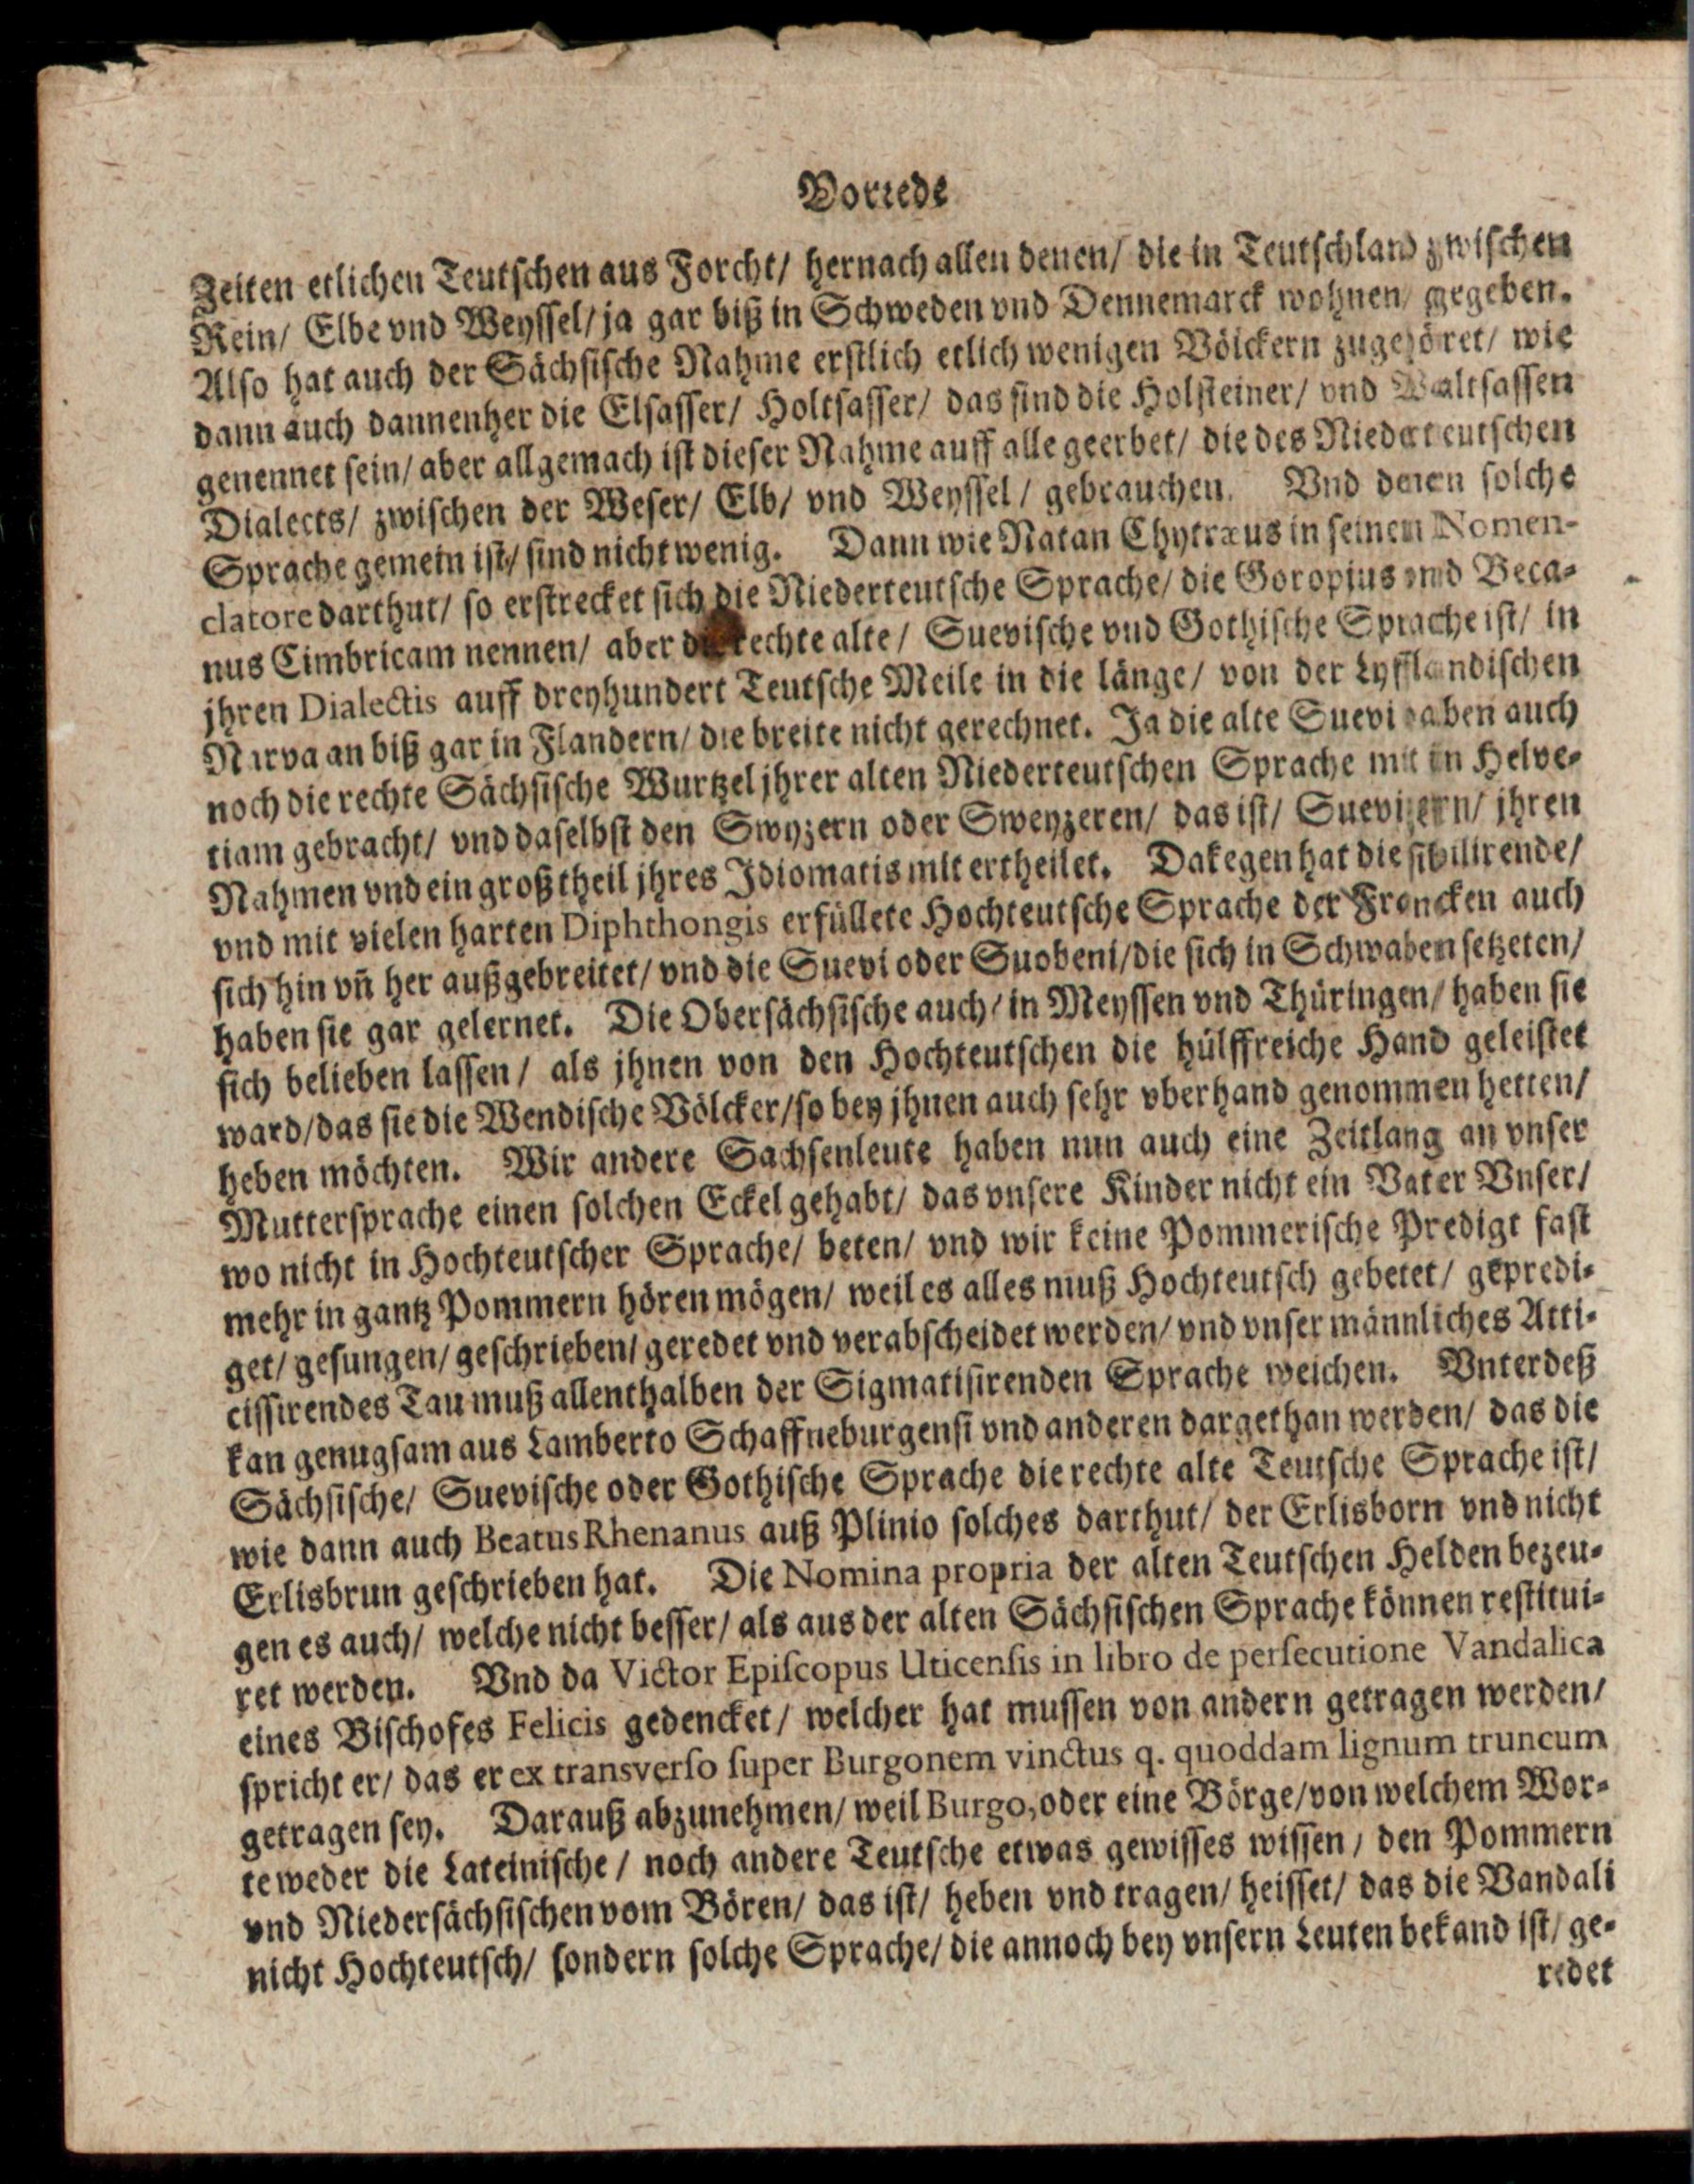 Vorrede
Zeiten etlichen Teutschen aus Forcht/ hernach allen denen/ die in Teutschland zwischen
Rein/ Elbe vnd Weyssel/ ja gar biß in Schweden vnd Dennemarck wohnen/ gegeben.
Also hat auch der Sächsische Nahme erstlich etlich wenigen Völckern zugehöret/ wie
dann auch dannenher die Elsasser/ Holtsasser/ das sind die Holsteiner/ vnd Waltsassen
genennet sein/ aber allgemach ist dieser Nahme auff alle geerbet/ die des Niederteutschen
Dialects/ zwischen der Weser/ Elb/ vnd Weyssel/ gebrauchen. Vnd denen solche
Sprache gemein ist/ sind nicht wenig. Dann wie Natan Chytræus in seinem Nomen-
clatore darthut/ so erstrecket sich die Niederteutsche Sprache/ die Goropius vnd Beca-
nus Cimbricam nennen/ aber die rechte alte/ Suevische vnd Gothische Sprache ist/ in
jhren Dialectis auff dreyhundert Teutsche Meile in die länge/ von der Lyfflandischen
Narva an biß gar in Flandern/ die breite nicht gerechnet. Ja die alte Suevi haben auch
noch die rechte Sächsische Wurtzel jhrer alten Niederteutschen Sprache mit in Helve-
tiam gebracht/ vnd daselbst den Swyzern oder Sweyzeren/ das ist/ Suevizern/ jhren
Nahmen vnd ein groß theil jhres Idiomatis mit ertheilet. Dakegen hat die sibilirende/
vnd mit vielen harten Diphthongis erfüllete Hochteutsche Sprache der Francken auch
sich hin vñ her außgebreitet/ vnd die Suevi oder Suobeni/ die sich in Schwaben setzeten/
haben sie gar gelernet. Die Obersächsische auch/ in Meyssen vnd Thüringen/ haben sie
sich belieben lassen/ als jhnen von den Hochteutschen die hülffreiche Hand geleistet
ward/ das sie die Wendische Völcker/ so bey jhnen auch sehr vberhand genommen hetten/
heben möchten. Wir andere Sachsenleute haben nun auch eine Zeitlang an vnser
Muttersprache einen solchen Eckel gehabt/ das vnsere Kinder nicht ein Vater Vnser/
wo nicht in Hochteutscher Sprache/ beten/ vnd wir keine Pommerische Predigt fast
mehr in gantz Pommern hören mögen/ weil es alles muß Hochteutsch gebetet/ gepredi-
get/ gesungen/ geschrieben/ geredet vnd verabscheidet werden/ vnd vnser männliches Atti-
cissirendes Tau muß allenthalben der Sigmatisirenden Sprache weichen. Vnterdeß
kan genugsam aus Lamberto Schaffneburgensi vnd anderen dargethan werden/ das die
Sächsische/ Suevische oder Gothische Sprache die rechte alte Teutsche Sprache ist/
wie dann auch Beatus Rhenanus auß Plinio solches darthut/ der Erlisborn vnd nicht
Erlisbrun geschrieben hat. Die Nomina propria der alten Teutschen Helden bezeu-
gen es auch/ welche nicht besser/ als aus der alten Sächsischen Sprache können restitui-
ret werden. Vnd da Victor Episcopus Uticensis in libro de persecutione Vandalica
eines Bischofes Felicis gedencket/ welcher hat mussen von andern getragen werden/
spricht er/ das er ex transverso super Burgonem vinctus q. quoddam lignum truncum
getragen sey. Darauß abzunehmen/ weil Burgo, oder eine Börge/ von welchem Wor-
te weder die Lateinische/ noch andere Teutsche etwas gewisses wissen/ den Pommern
vnd Niedersächsischen vom Bören/ das ist/ heben vnd tragen/ heisset/ das die Vandali
nicht Hochteutsch/ sondern solche Sprache/ die annoch bey vnsern Leuten bekand ist/ ge-
redet